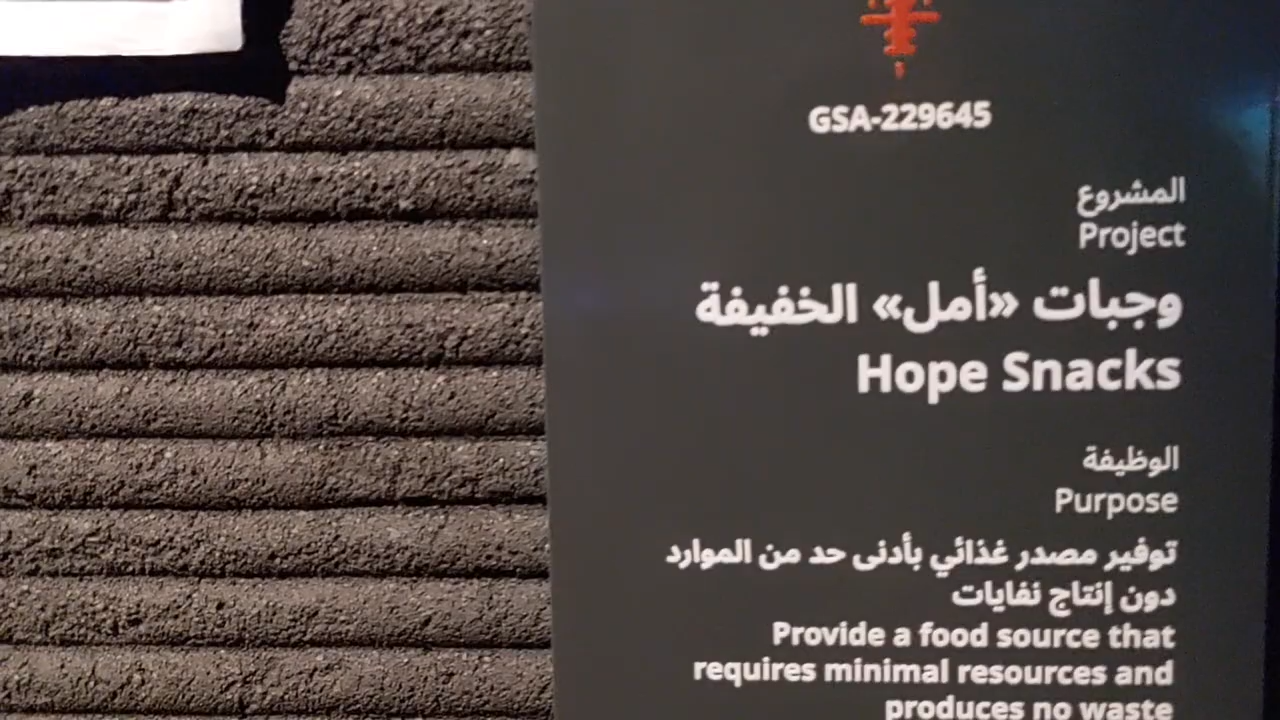 GSA-229645
المشروع
Project
وجبات «أمل» الخفيفة
Hope Snacks
الوظيفة
Purpose
توفير مصدر غذائي بأدنى حد من الموارد
دون إنتاج نفايات
Provide a food source that
requires minimal resources and
produces no waste